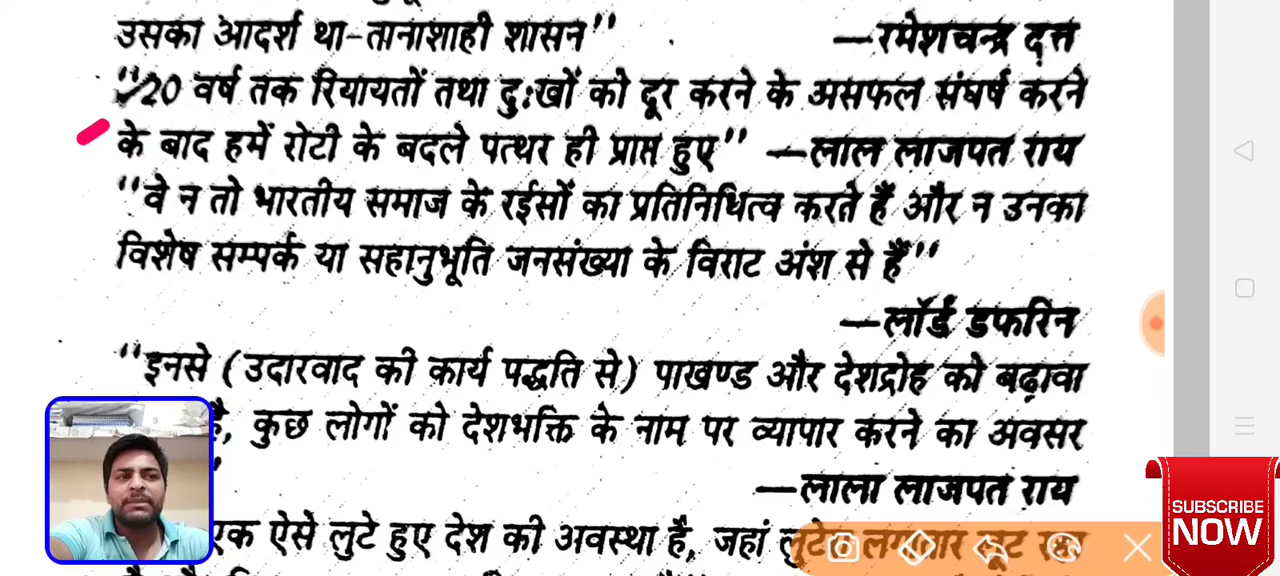 उसका आदर्श था-तानाशाही शासन’’ —रमेशचन्द्र दत्त
‘‘20 वर्ष तक रियायतों तथा दुःखों को दूर करने के असफल संघर्ष करने
के बाद हमें रोटी के बदले पत्थर ही प्राप्त हुए’’ —लाल लाजपत राय
‘‘वे न तो भारतीय समाज के रईसों का प्रतिनिधित्व करते हैं और न उनका
विशेष सम्पर्क या सहानुभूति जनसंख्या के विराट अंश से हैं’’
—लॉर्ड डफरिन
‘‘इनसे (उदारवाद की कार्य पद्धति से) पाखण्ड और देशद्रोह को बढ़ावा
है, कुछ लोगों को देशभक्ति के नाम पर व्यापार करने का अवसर
—लाला लाजपत राय
एक ऐसे लुटे हुए देश की अवस्था है, जहां लुटेरे लगातार लूट
SUBSCRIBE
NOW